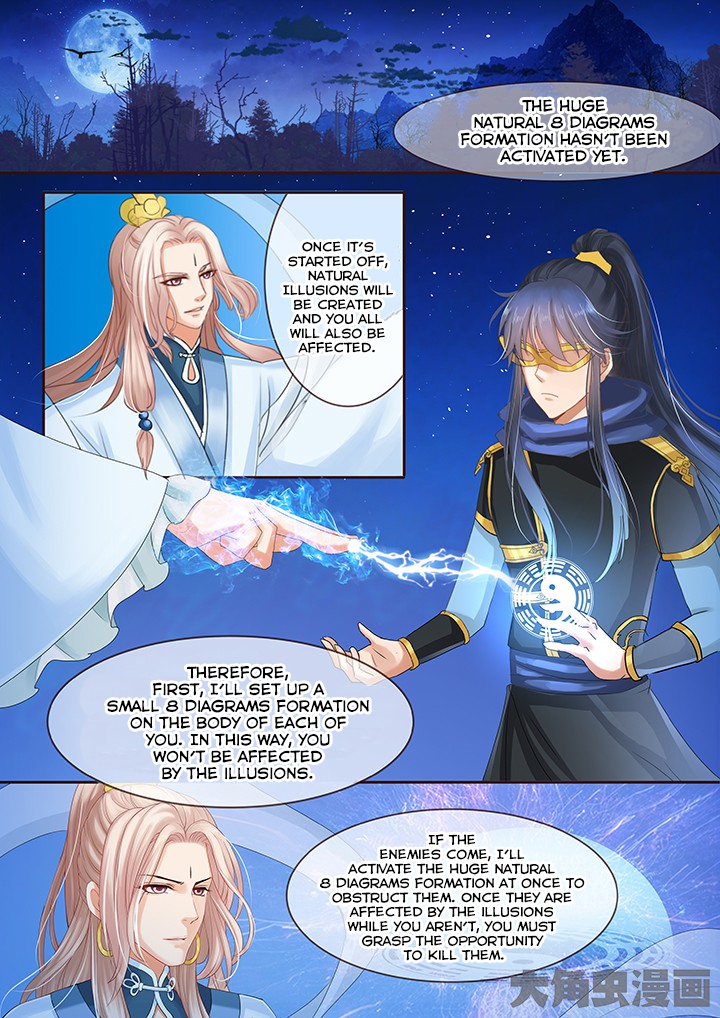 THE HUGE
NATURAL 8 DIAGRAMS
FORMATION HASN'T BEEN
ACTIVATED YET.
ONCE IT'S
STARTED OFF,
NATURAL
ILLUSIONS WILL
BE CREATED
AND YOU ALL
WILL ALSO BE
AFFECTED.
THEREFORE,
FIRST, I'LL SET UP A
SMALL 8 DIAGRAMS FORMATION
ON THE BODY OF EACH OF
YOU. IN THIS WAY, YOU
WON'T BE AFFECTED
BY THE ILLUSIONS.
IF THE
ENEMIES COME, I'LL
ACTIVATE THE HUGE NATURAL
8 DIAGRAMS FORMATION AT ONCE TO
OBSTRUCT THEM. ONCE THEY ARE
AFFECTED BY THE ILLUSIONS
WHILE YOU AREN'T, YOU MUST
GRASP THE OPPORTUNITY
TO KILL THEM.
大角虫漫画